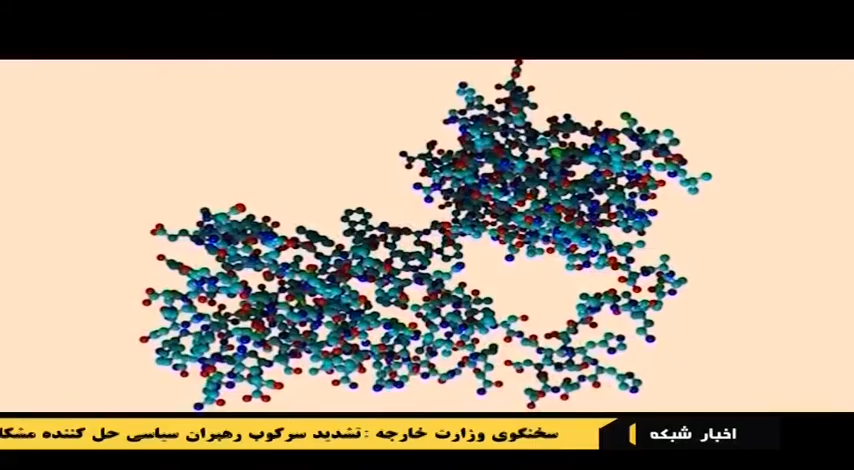 اخبار شبکه
سخنگوی وزارت خارجه :تشدید سرکوب رهبران سیاسی حل کننده